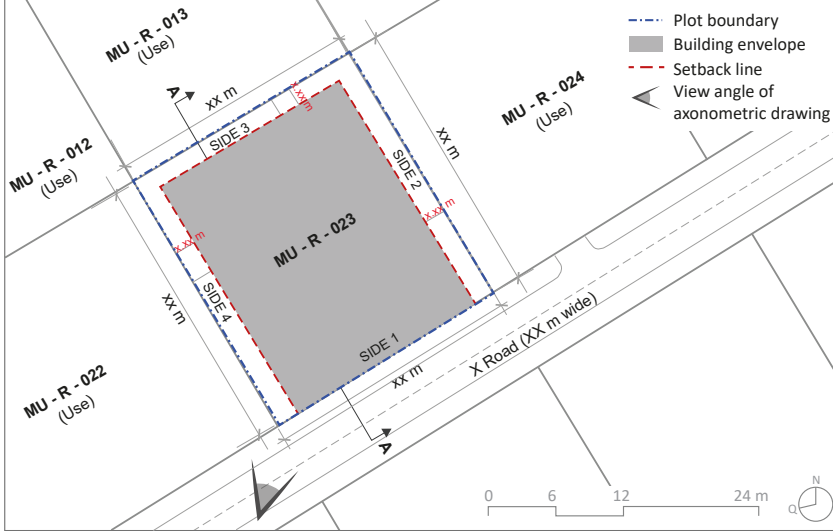 MU - R - 013
(Use)
Plot boundary
Building envelope
Setback line
View angle of
axonometric drawing
A
xx m
x.xx m
MU - R - 024
(Use)
SIDE 3
MU - R - 012
(Use)
xx m
SIDE 2
x.xx m
MU - R - 023
x.xx m
SIDE 4
xx m
X Road (XX m wide)
SIDE 1
xx m
MU - R - 022
(Use)
A
0 6 12 24 m
N
Q